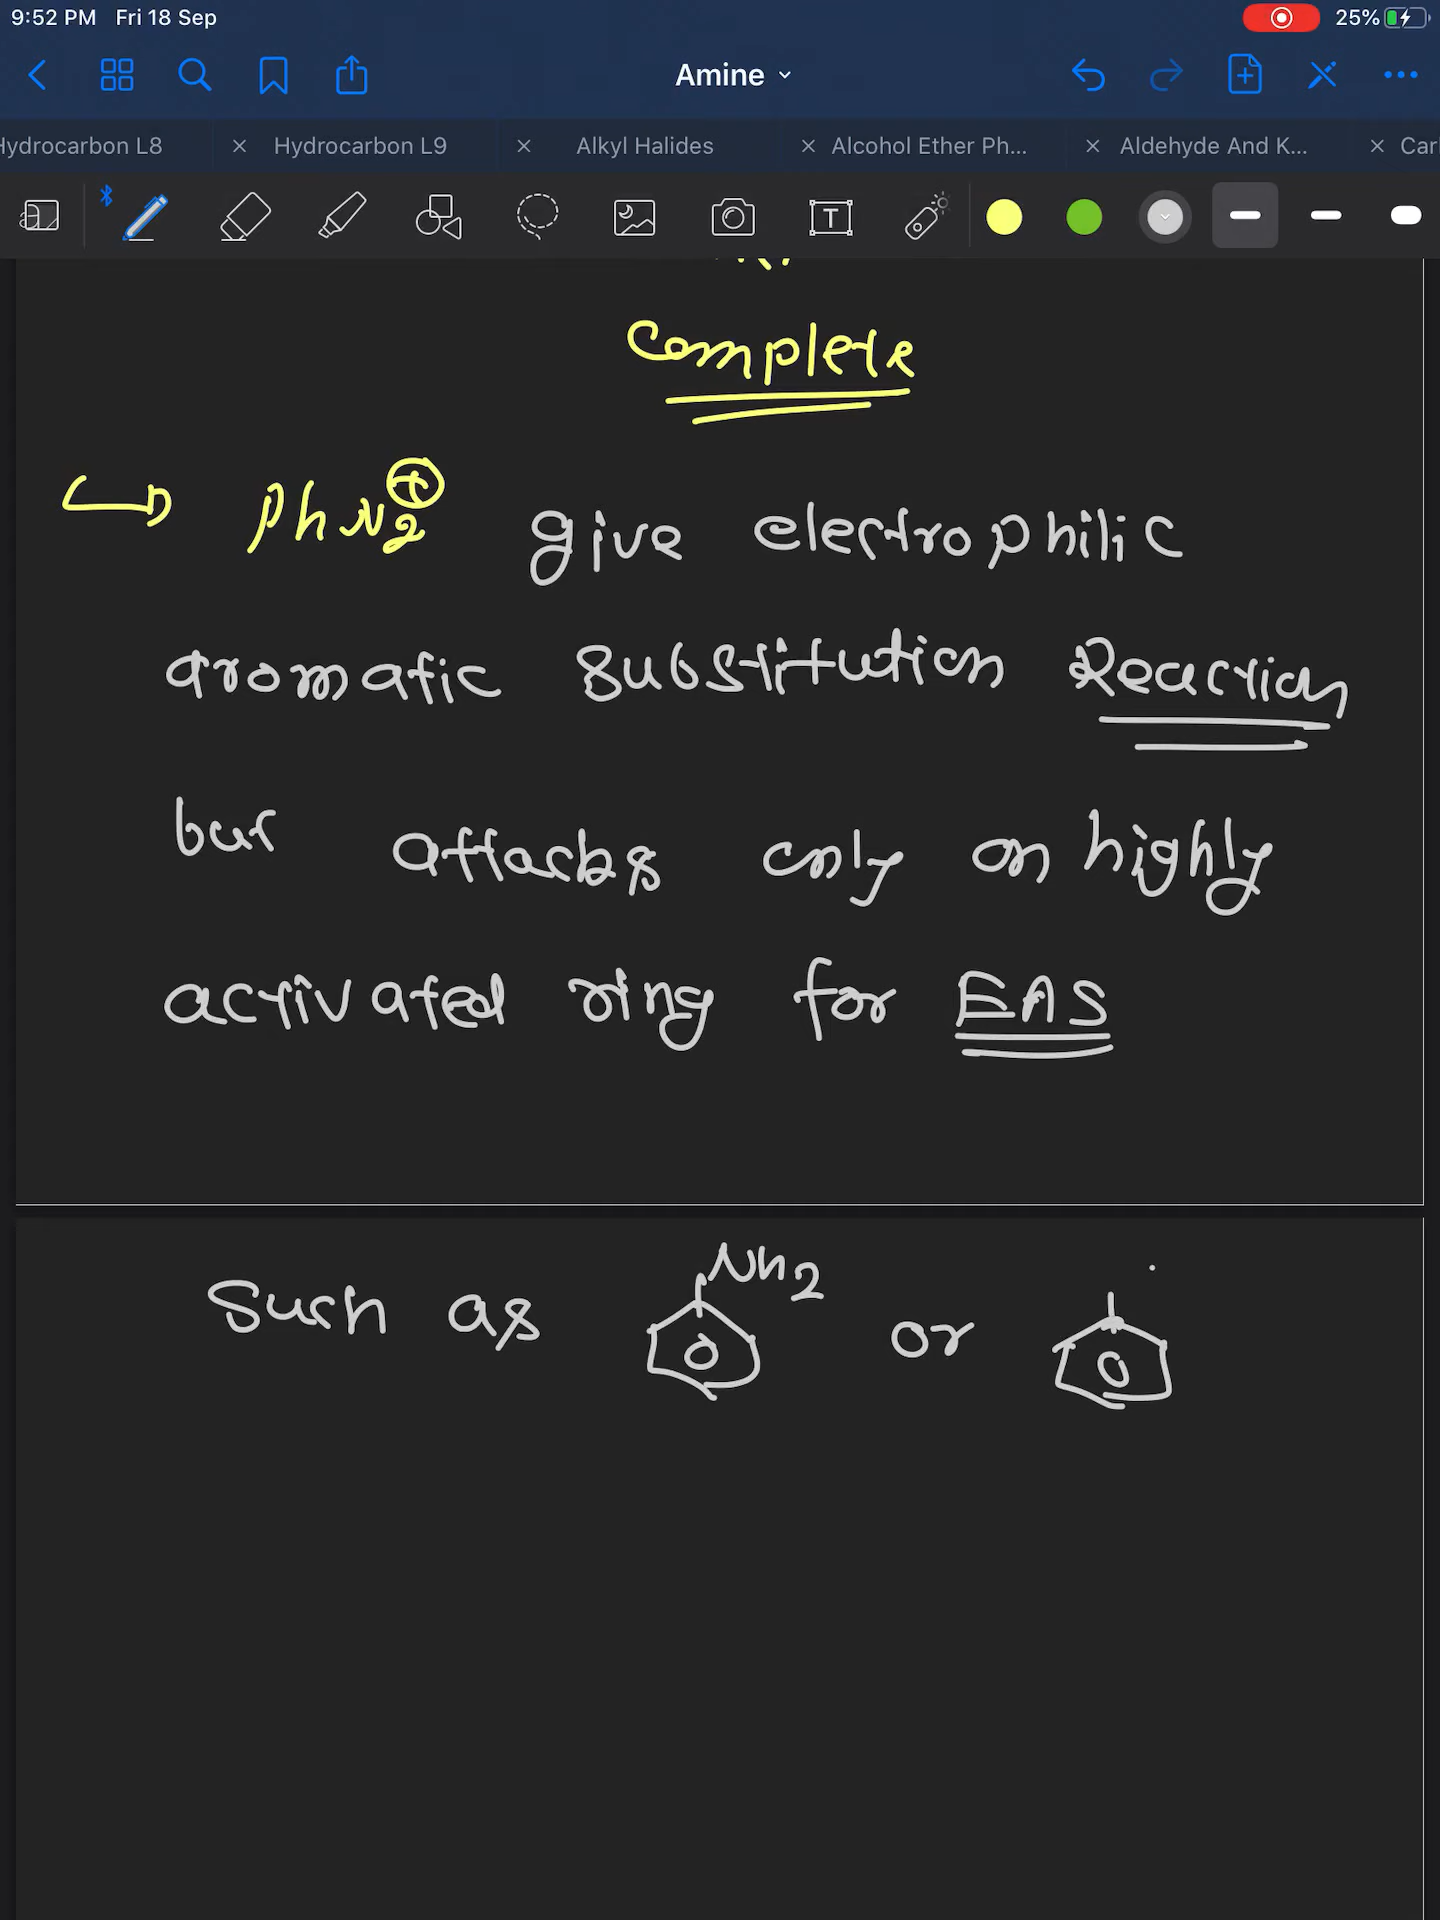 9:52 PM Fri 18 Sep 25%
Amine
Hydrocarbon L8 Hydrocarbon L9 Alkyl Halides Alcohol Ether Ph... Aldehyde And K... Car
T
Complete
PhN2⊕ give electrophilic
aromatic substitution Reaction
but attacks only on highly
activated ring for EAS
Such as NH2 or